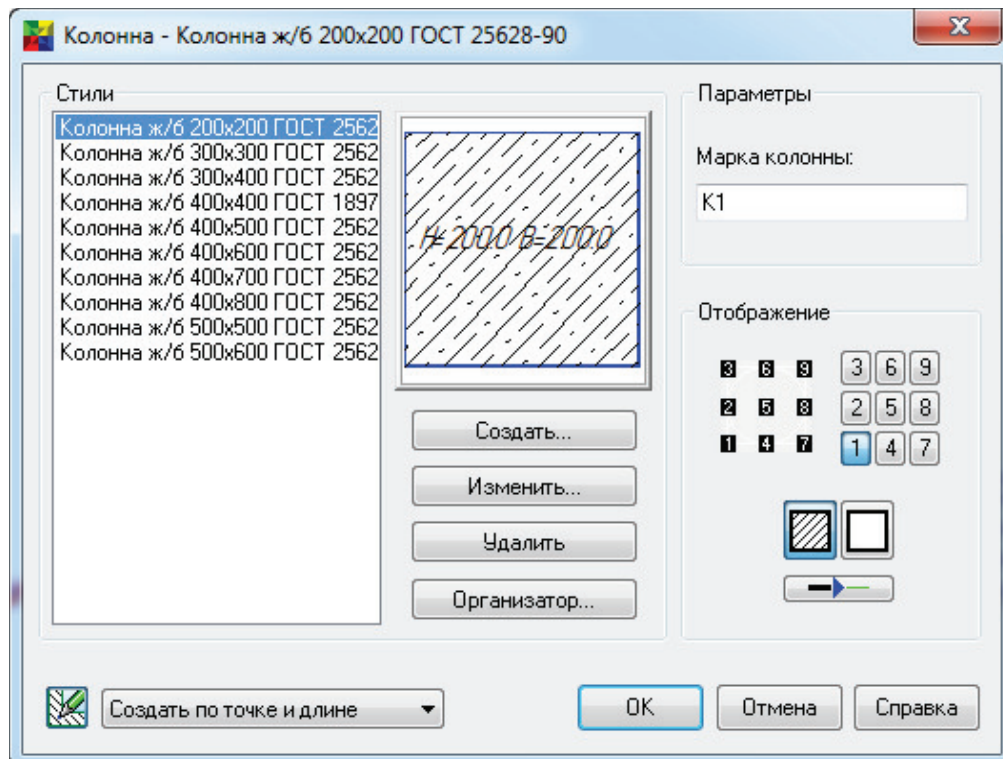 Колонна - Колонна ж/б 200х200 ГОСТ 25628-90
Стили
Колонна ж/б 200х200 ГОСТ 2562
Колонна ж/б 300х300 ГОСТ 2562
Колонна ж/б 300х400 ГОСТ 2562
Колонна ж/б 400х400 ГОСТ 1897
Колонна ж/б 400х500 ГОСТ 2562
Колонна ж/б 400х600 ГОСТ 2562
Колонна ж/б 400х700 ГОСТ 2562
Колонна ж/б 400х800 ГОСТ 2562
Колонна ж/б 500х500 ГОСТ 2562
Колонна ж/б 500х600 ГОСТ 2562
H=200.0 B=200.0
Создать...
Изменить...
Удалить
Организатор...
Параметры
Марка колонны:
К1
Отображение
3 6 9 3 6 9
2 5 8 2 5 8
1 4 7 1 4 7
Создать по точке и длине
OK
Отмена
Справка